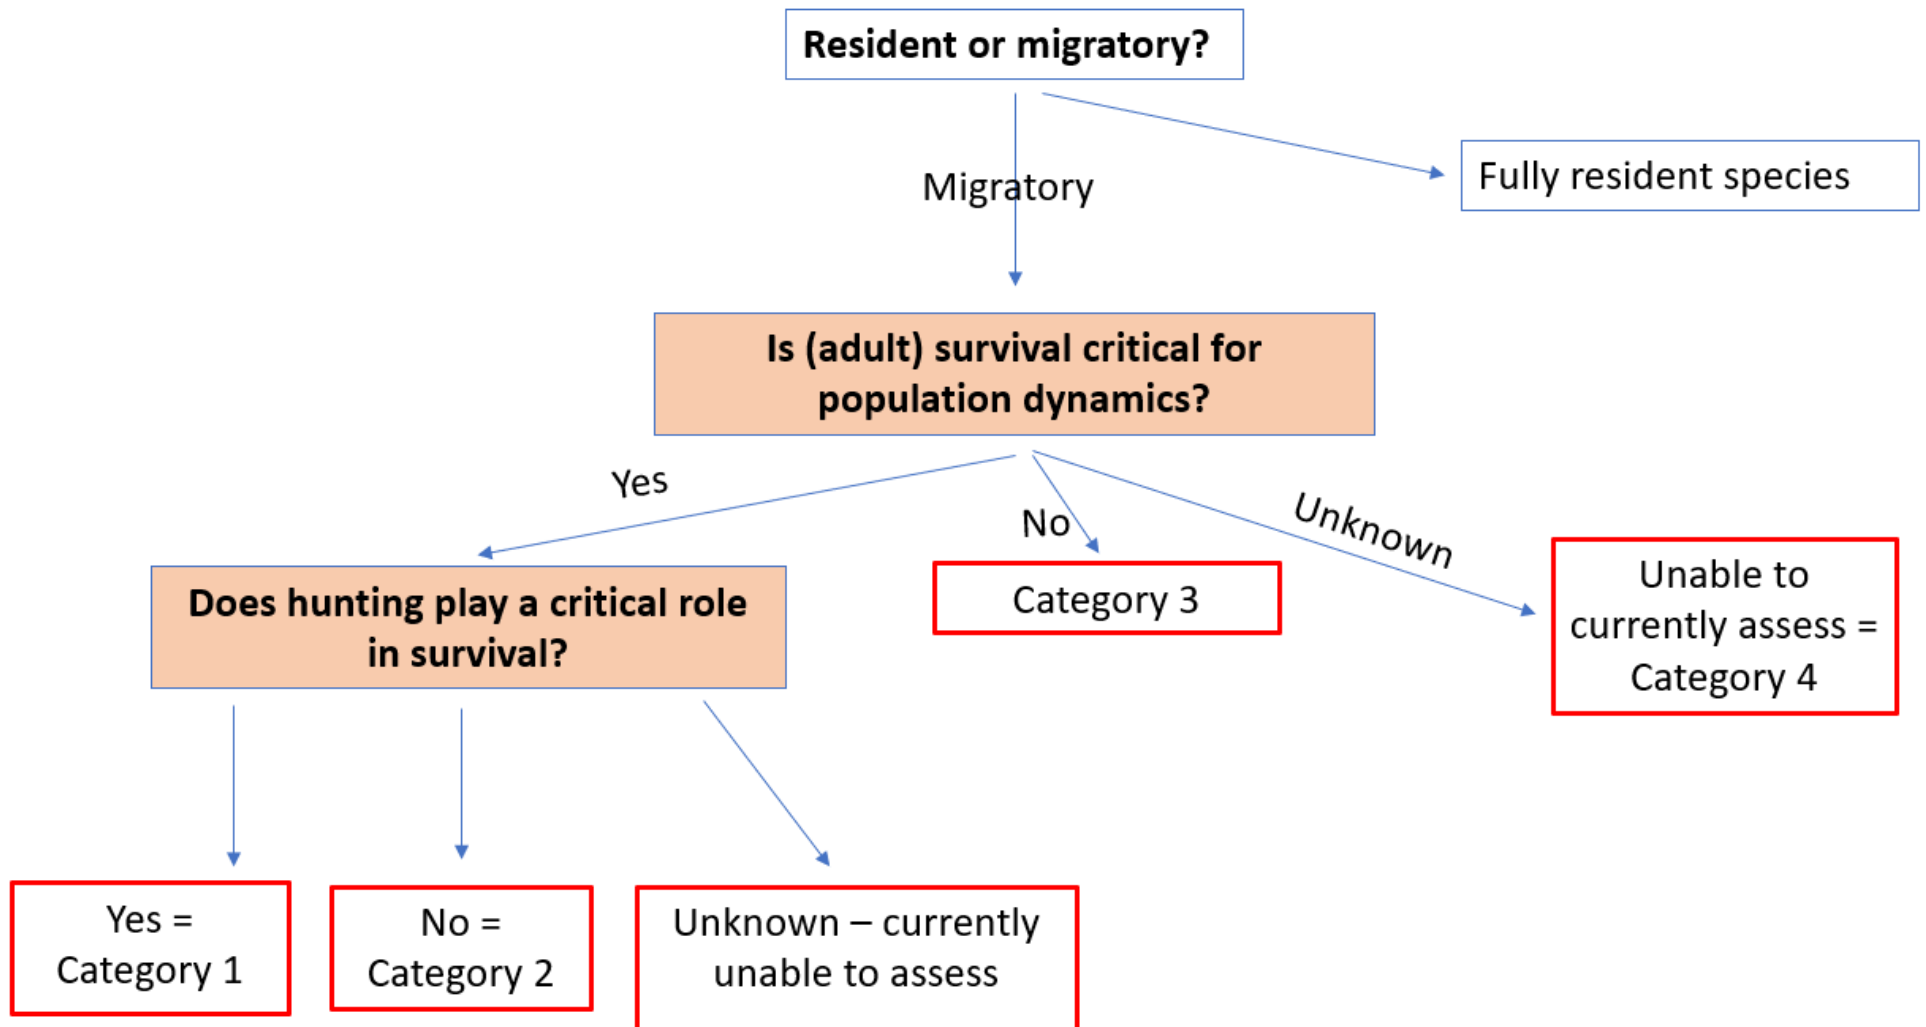 Resident or migratory?
Migratory
Fully resident species
Is (adult) survival critical for
population dynamics?
Yes
No
Unknown
Does hunting play a critical role
in survival?
Category 3
Unable to
currently assess =
Category 4
Yes =
Category 1
No =
Category 2
Unknown – currently
unable to assess